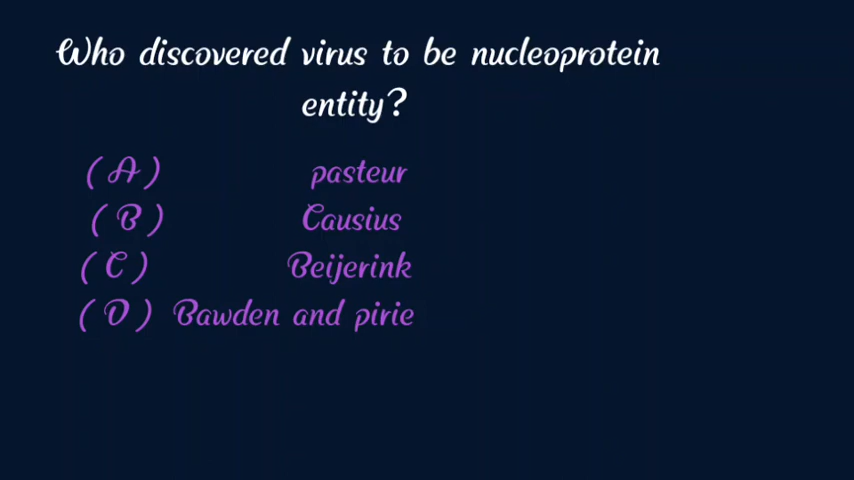 Who discovered virus to be nucleoprotein
entity?
(A) pasteur
(B) Causius
(C) Beijerink
(D) Bawden and pirie